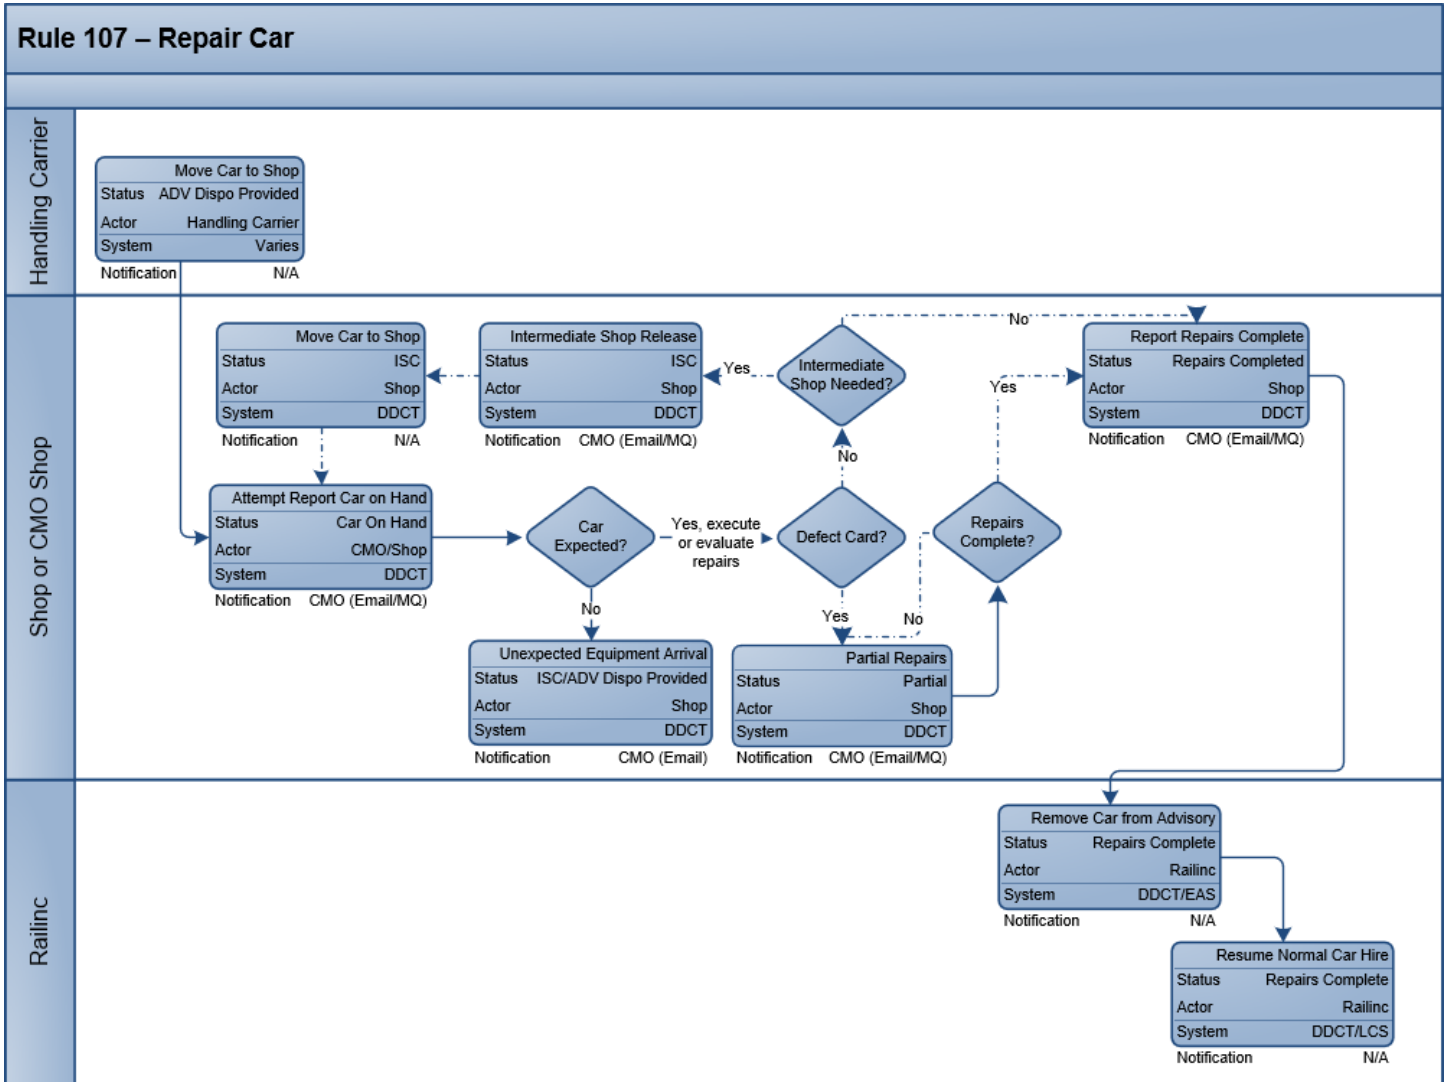 Rule 107 – Repair Car
Handling Carrier
Move Car to Shop
Status ADV Dispo Provided
Actor Handling Carrier
System Varies
Notification N/A
Shop or CMO Shop
Move Car to Shop
Status ISC
Actor Shop
System DDCT
Notification N/A
Intermediate Shop Release
Status ISC
Actor Shop
System DDCT
Notification CMO (Email/MQ)
Yes
Intermediate
Shop Needed?
No
Report Repairs Complete
Status Repairs Completed
Actor Shop
System DDCT
Notification CMO (Email/MQ)
Attempt Report Car on Hand
Status Car On Hand
Actor CMO/Shop
System DDCT
Notification CMO (Email/MQ)
Car
Expected?
Yes, execute
or evaluate
repairs
No
Defect Card?
No
Yes
Repairs
Complete?
Yes
No
Unexpected Equipment Arrival
Status ISC/ADV Dispo Provided
Actor Shop
System DDCT
Notification CMO (Email)
Partial Repairs
Status Partial
Actor Shop
System DDCT
Notification CMO (Email/MQ)
Railinc
Remove Car from Advisory
Status Repairs Complete
Actor Railinc
System DDCT/EAS
Notification N/A
Resume Normal Car Hire
Status Repairs Complete
Actor Railinc
System DDCT/LCS
Notification N/A